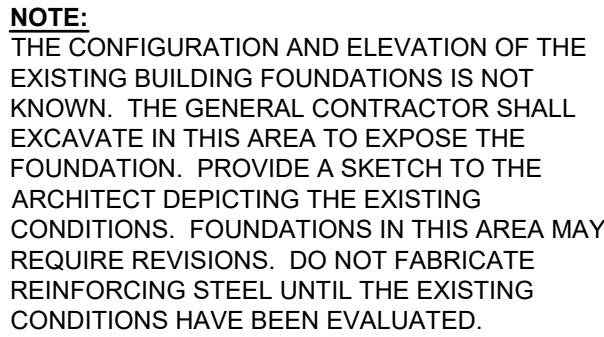 NOTE:
THE CONFIGURATION AND ELEVATION OF THE
EXISTING BUILDING FOUNDATIONS IS NOT
KNOWN. THE GENERAL CONTRACTOR SHALL
EXCAVATE IN THIS AREA TO EXPOSE THE
FOUNDATION. PROVIDE A SKETCH TO THE
ARCHITECT DEPICTING THE EXISTING
CONDITIONS. FOUNDATIONS IN THIS AREA MAY
REQUIRE REVISIONS. DO NOT FABRICATE
REINFORCING STEEL UNTIL THE EXISTING
CONDITIONS HAVE BEEN EVALUATED.